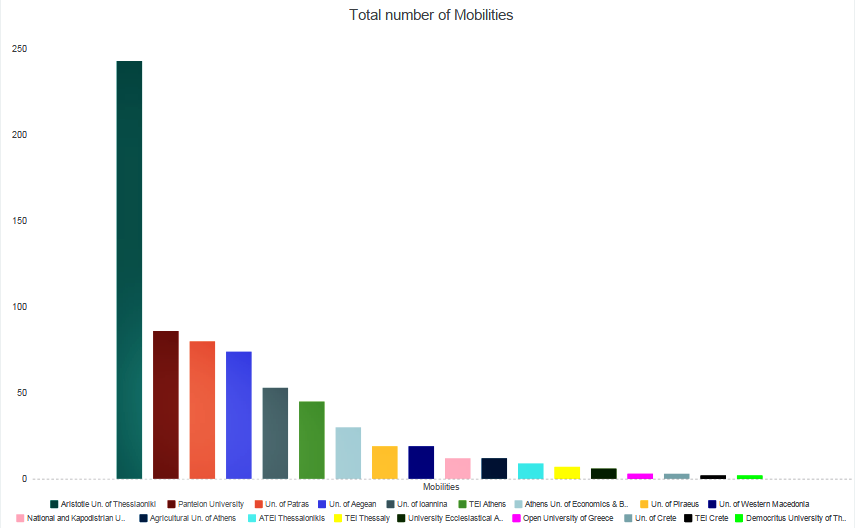 Total number of Mobilities
250
200
150
100
50
0
Mobilities
Aristotle Un. of Thesslaoniki Panteion University Un. of Patras Un. of Aegean Un. of Ioannina TEI Athens Athens Un. of Economics & B.. Un. of Piraeus Un. of Western Macedonia
National and Kapodistrian U.. Agricultural Un. of Athens ATEI Thessalonikis TEI Thessaly University Ecclesiastical A.. Open University of Greece Un. of Crete TEI Crete Democritus University of Th..